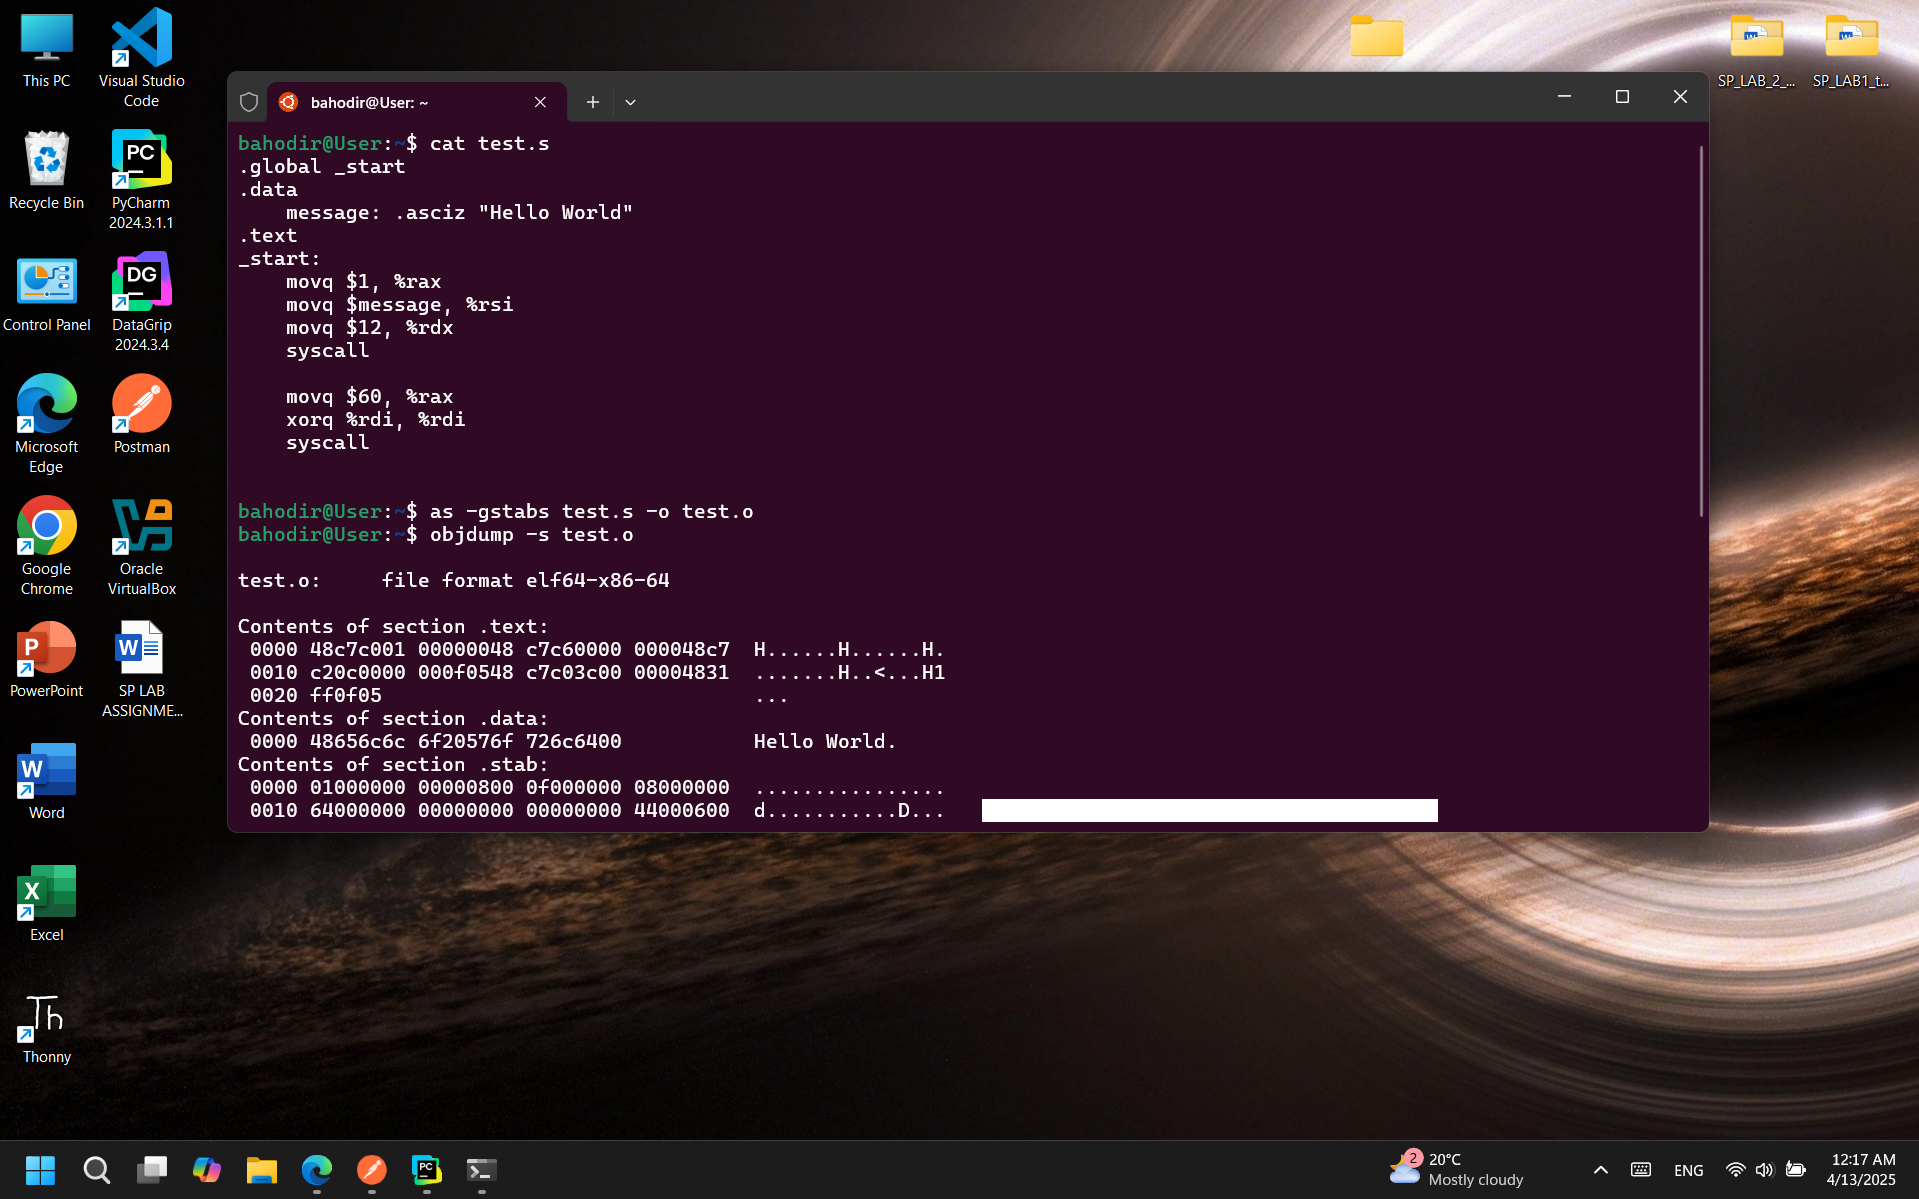 This PC
Visual Studio
Code
SP_LAB_2_...
SP_LAB1_t...
bahodir@User: ~
bahodir@User:~$ cat test.s
.global _start
.data
    message: .asciz "Hello World"
.text
_start:
    movq $1, %rax
    movq $message, %rsi
    movq $12, %rdx
    syscall
    movq $60, %rax
    xorq %rdi, %rdi
    syscall
bahodir@User:~$ as -gstabs test.s -o test.o
bahodir@User:~$ objdump -s test.o
test.o:     file format elf64-x86-64
Contents of section .text:
 0000 48c7c001 00000048 c7c60000 000048c7  H......H......H.
 0010 c20c0000 000f0548 c7c03c00 00004831  .......H..<...H1
 0020 ff0f05                               ...
Contents of section .data:
 0000 48656c6c 6f20576f 726c6400           Hello World.
Contents of section .stab:
 0000 01000000 00000800 0f000000 08000000  ................
 0010 64000000 00000000 00000000 44000600  d...........D...
Recycle Bin
PC
PyCharm
2024.3.1.1
Control Panel
DG
DataGrip
2024.3.4
Microsoft
Edge
Postman
Google
Chrome
Oracle
VirtualBox
P
PowerPoint
W
SP LAB
ASSIGNME...
W
Word
X
Excel
Th
Thonny
PC
2
20°C
Mostly cloudy
ENG
12:17 AM
4/13/2025